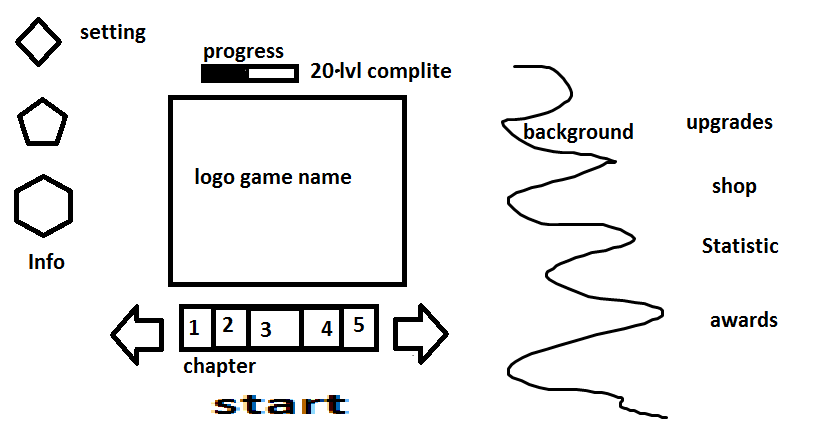 setting
progress
20·lvl complite
logo game name
background
upgrades
shop
Statistic
awards
Info
1 2 3 4 5
chapter
start